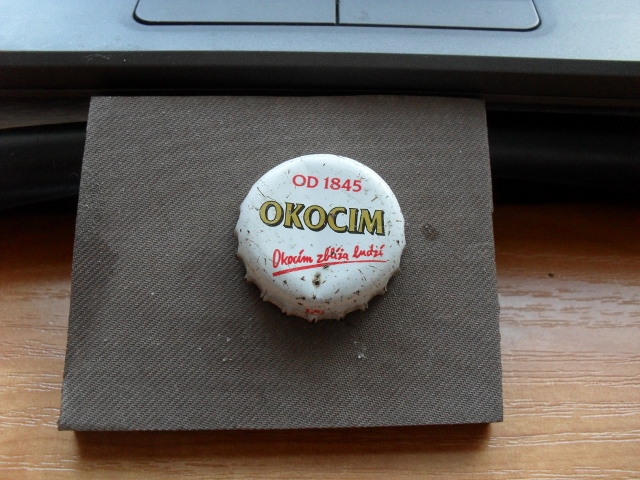 OD 1845
OKOCIM
Okocim zbliża ludzi